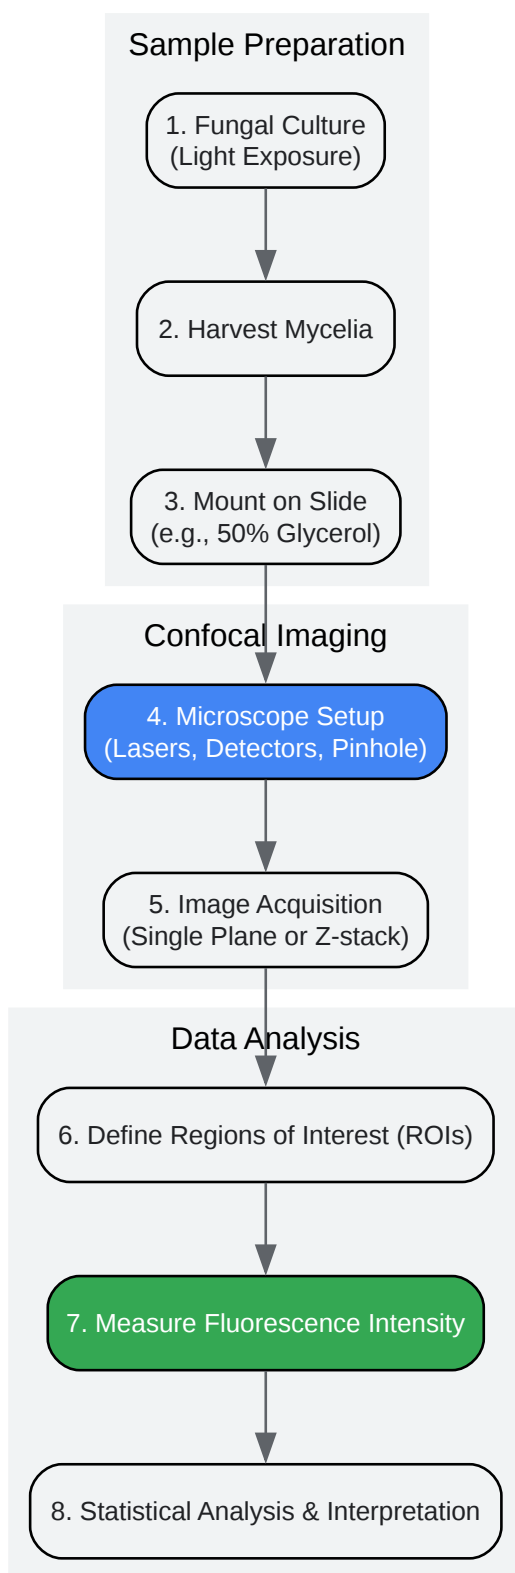 Sample Preparation
1. Fungal Culture
(Light Exposure)
2. Harvest Mycelia
3. Mount on Slide
(e.g., 50% Glycerol)
Confocal Imaging
4. Microscope Setup
(Lasers, Detectors, Pinhole)
5. Image Acquisition
(Single Plane or Z-stack)
Data Analysis
6. Define Regions of Interest (ROIs)
7. Measure Fluorescence Intensity
8. Statistical Analysis & Interpretation